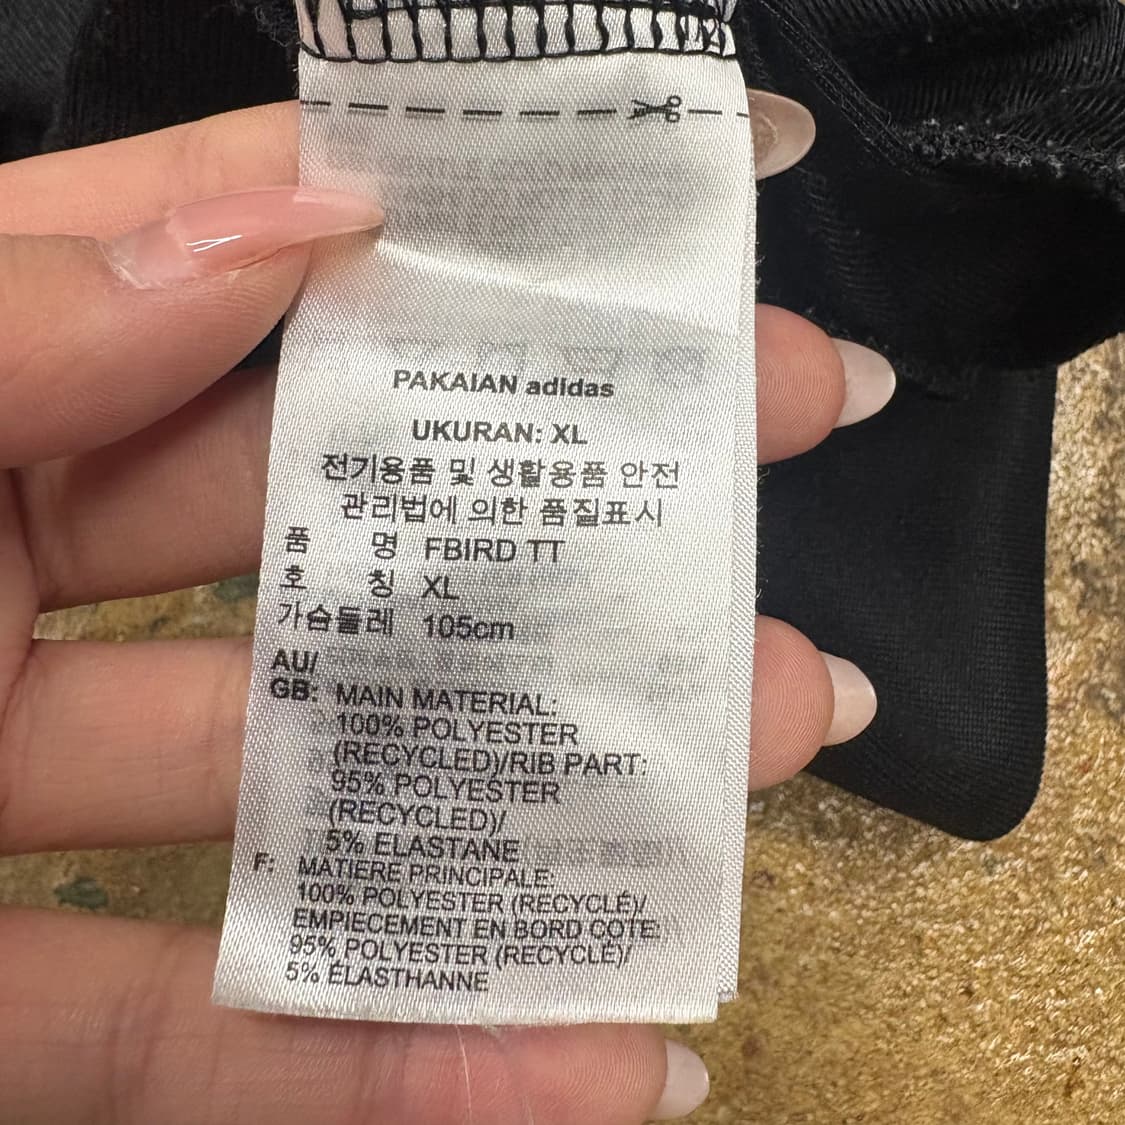 PAKAIAN adidas
UKURAN: XL
전기용품 및 생활용품 안전
관리법에 의한 품질표시
품 명 FBIRD TT
호 칭 XL
가슴둘레 105cm
AU/
GB: MAIN MATERIAL:
100% POLYESTER
(RECYCLED)/RIB PART:
95% POLYESTER
(RECYCLED)/
5% ELASTANE
F: MATIÈRE PRINCIPALE:
100% POLYESTER (RECYCLÉ)/
EMPIÈCEMENT EN BORD CÔTE:
95% POLYESTER (RECYCLÉ)/
5% ÉLASTHANNE